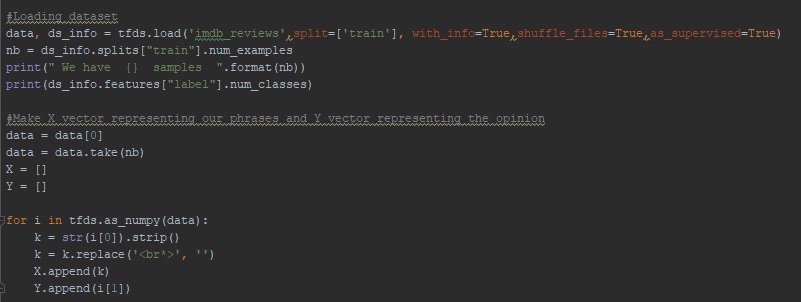 #Loading dataset
data, ds_info = tfds.load('imdb_reviews',split=['train'], with_info=True,shuffle_files=True,as_supervised=True)
nb = ds_info.splits["train"].num_examples
print(" We have  {}  samples  ".format(nb))
print(ds_info.features["label"].num_classes)
#Make X vector representing our phrases and Y vector representing the opinion
data = data[0]
data = data.take(nb)
X = []
Y = []
for i in tfds.as_numpy(data):
    k = str(i[0]).strip()
    k = k.replace('<br*>', '')
    X.append(k)
    Y.append(i[1])